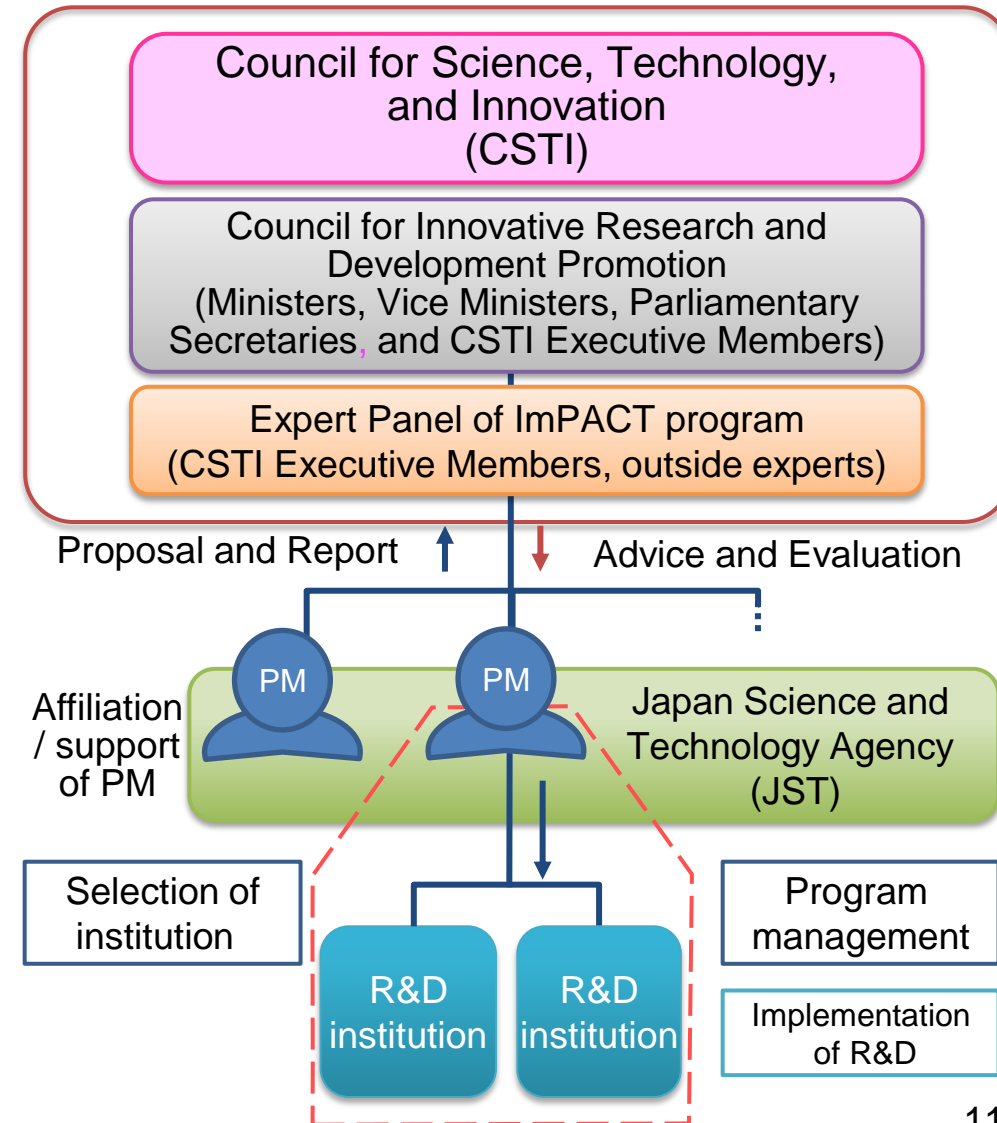 Council for Science, Technology,
and Innovation
(CSTI)
Council for Innovative Research and
Development Promotion
(Ministers, Vice Ministers, Parliamentary
Secretaries, and CSTI Executive Members)
Expert Panel of ImPACT program
(CSTI Executive Members, outside experts)
Proposal and Report
Advice and Evaluation
PM
PM
Affiliation
/ support
of PM
Japan Science and
Technology Agency
(JST)
Selection of
institution
Program
management
R&D
institution
R&D
institution
Implementation
of R&D
11